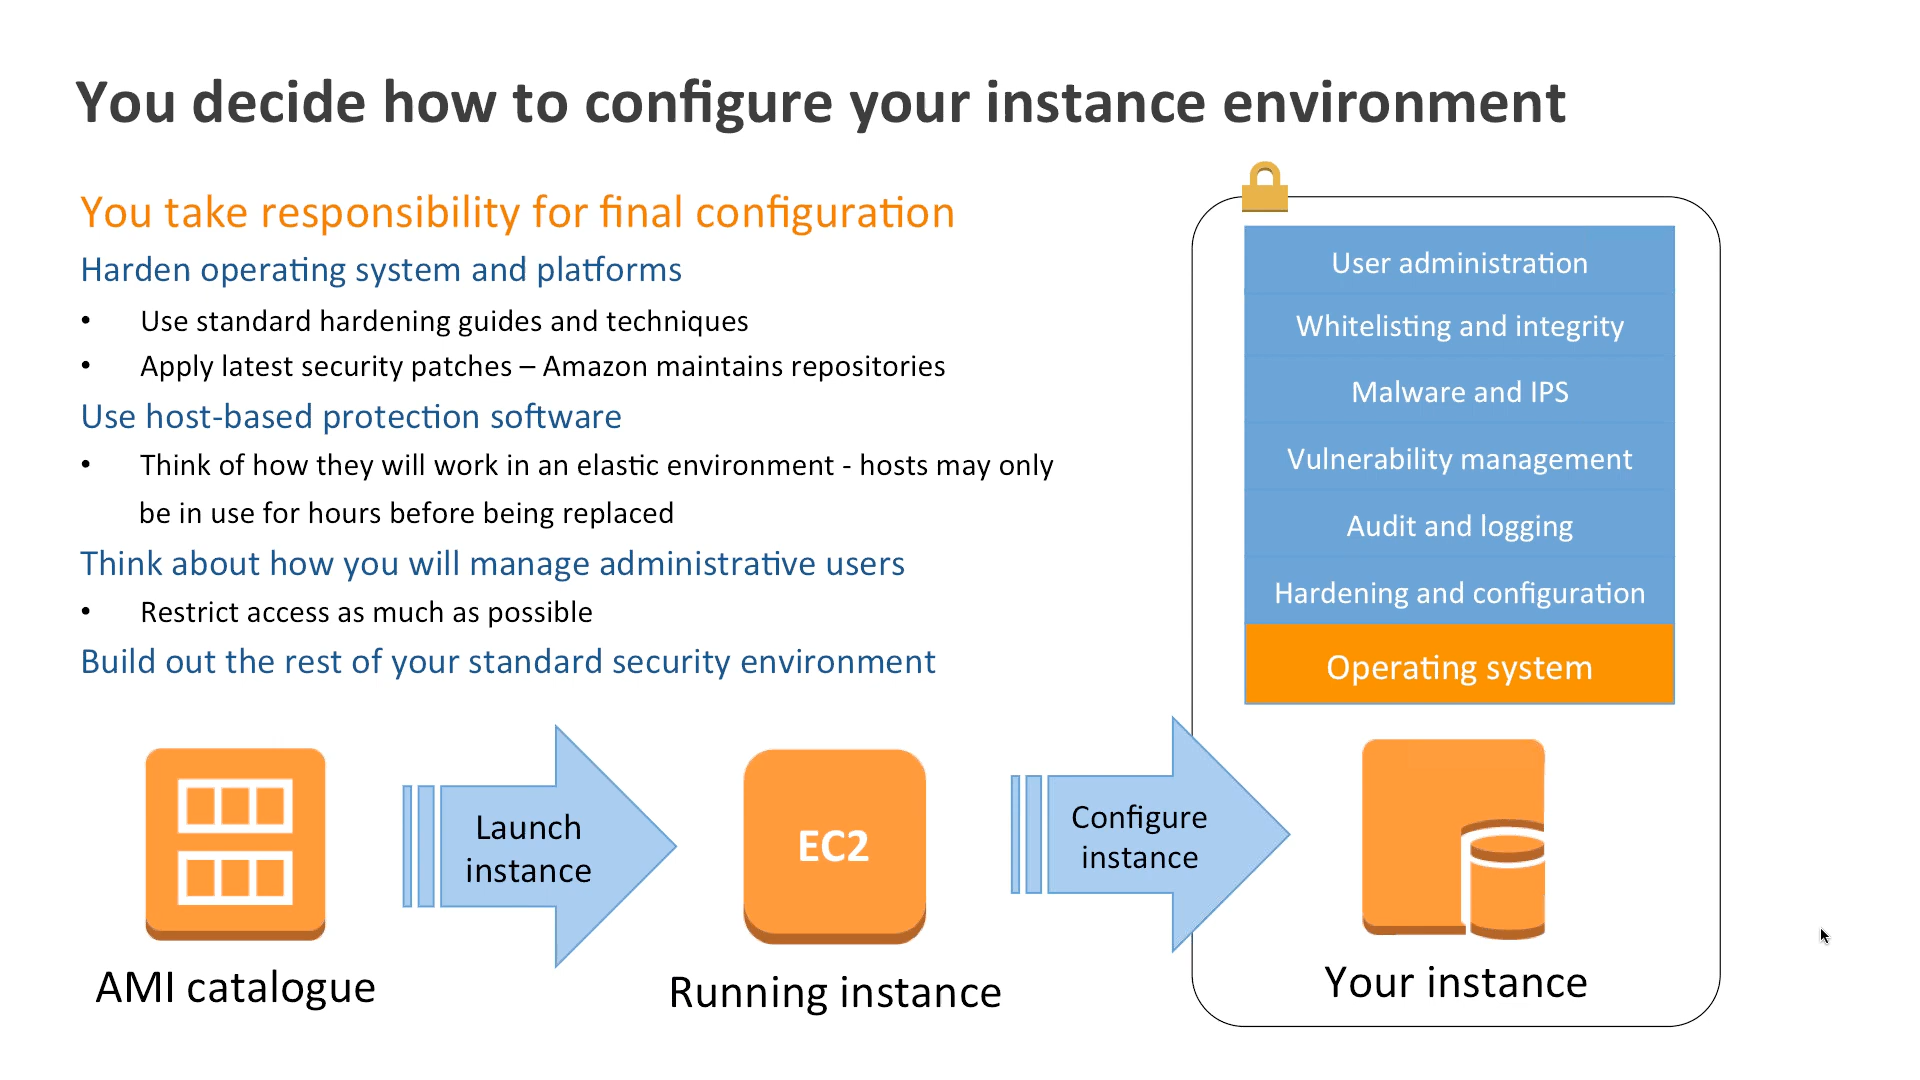 You decide how to configure your instance environment
You take responsibility for final configuration
Harden operating system and platforms
• Use standard hardening guides and techniques
• Apply latest security patches – Amazon maintains repositories
Use host-based protection software
• Think of how they will work in an elastic environment - hosts may only
be in use for hours before being replaced
Think about how you will manage administrative users
• Restrict access as much as possible
Build out the rest of your standard security environment
User administration
Whitelisting and integrity
Malware and IPS
Vulnerability management
Audit and logging
Hardening and configuration
Operating system
Launch
instance
EC2
Configure
instance
AMI catalogue
Running instance
Your instance